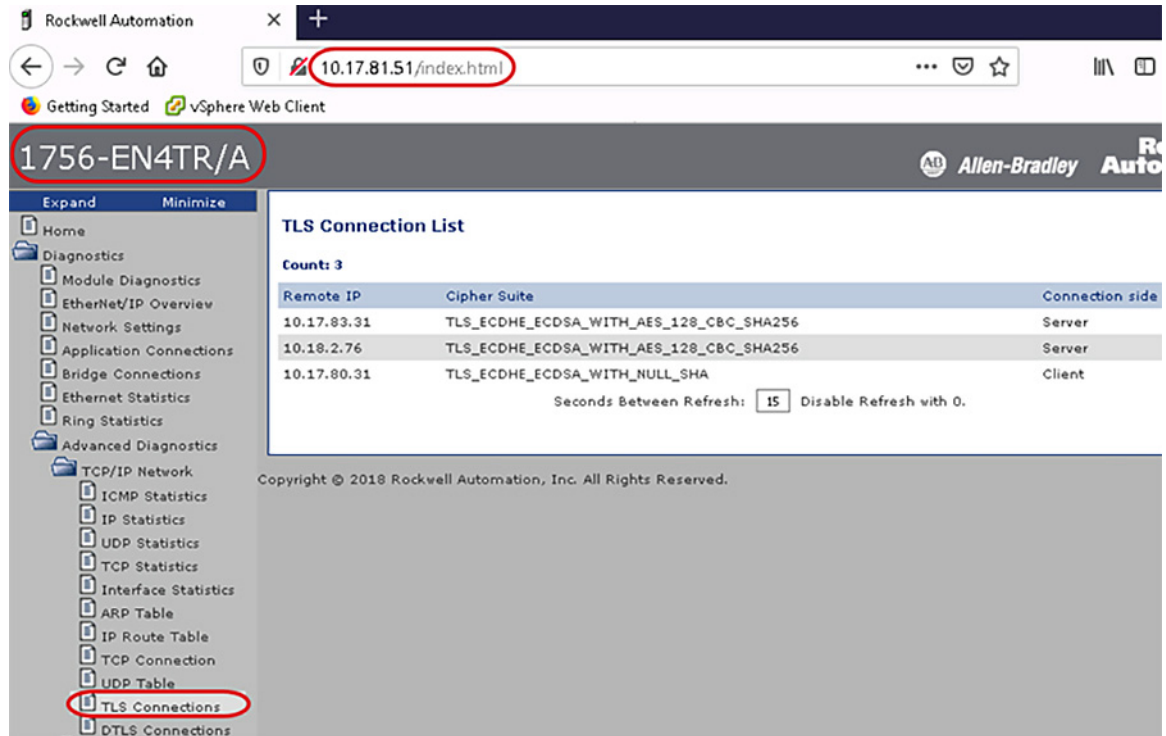 Rockwell Automation
10.17.81.51/index.html
Getting Started vSphere Web Client
1756-EN4TR/A
AB Allen-Bradley
Expand Minimize
Home
Diagnostics
Module Diagnostics
EtherNet/IP Overview
Network Settings
Application Connections
Bridge Connections
Ethernet Statistics
Ring Statistics
Advanced Diagnostics
TCP/IP Network
ICMP Statistics
IP Statistics
UDP Statistics
TCP Statistics
Interface Statistics
ARP Table
IP Route Table
TCP Connection
UDP Table
TLS Connections
DTLS Connections
TLS Connection List
Count: 3
Remote IP Cipher Suite Connection side
10.17.83.31 TLS_ECDHE_ECDSA_WITH_AES_128_CBC_SHA256 Server
10.18.2.76 TLS_ECDHE_ECDSA_WITH_AES_128_CBC_SHA256 Server
10.17.80.31 TLS_ECDHE_ECDSA_WITH_NULL_SHA Client
Seconds Between Refresh: 15 Disable Refresh with 0.
Copyright © 2018 Rockwell Automation, Inc. All Rights Reserved.